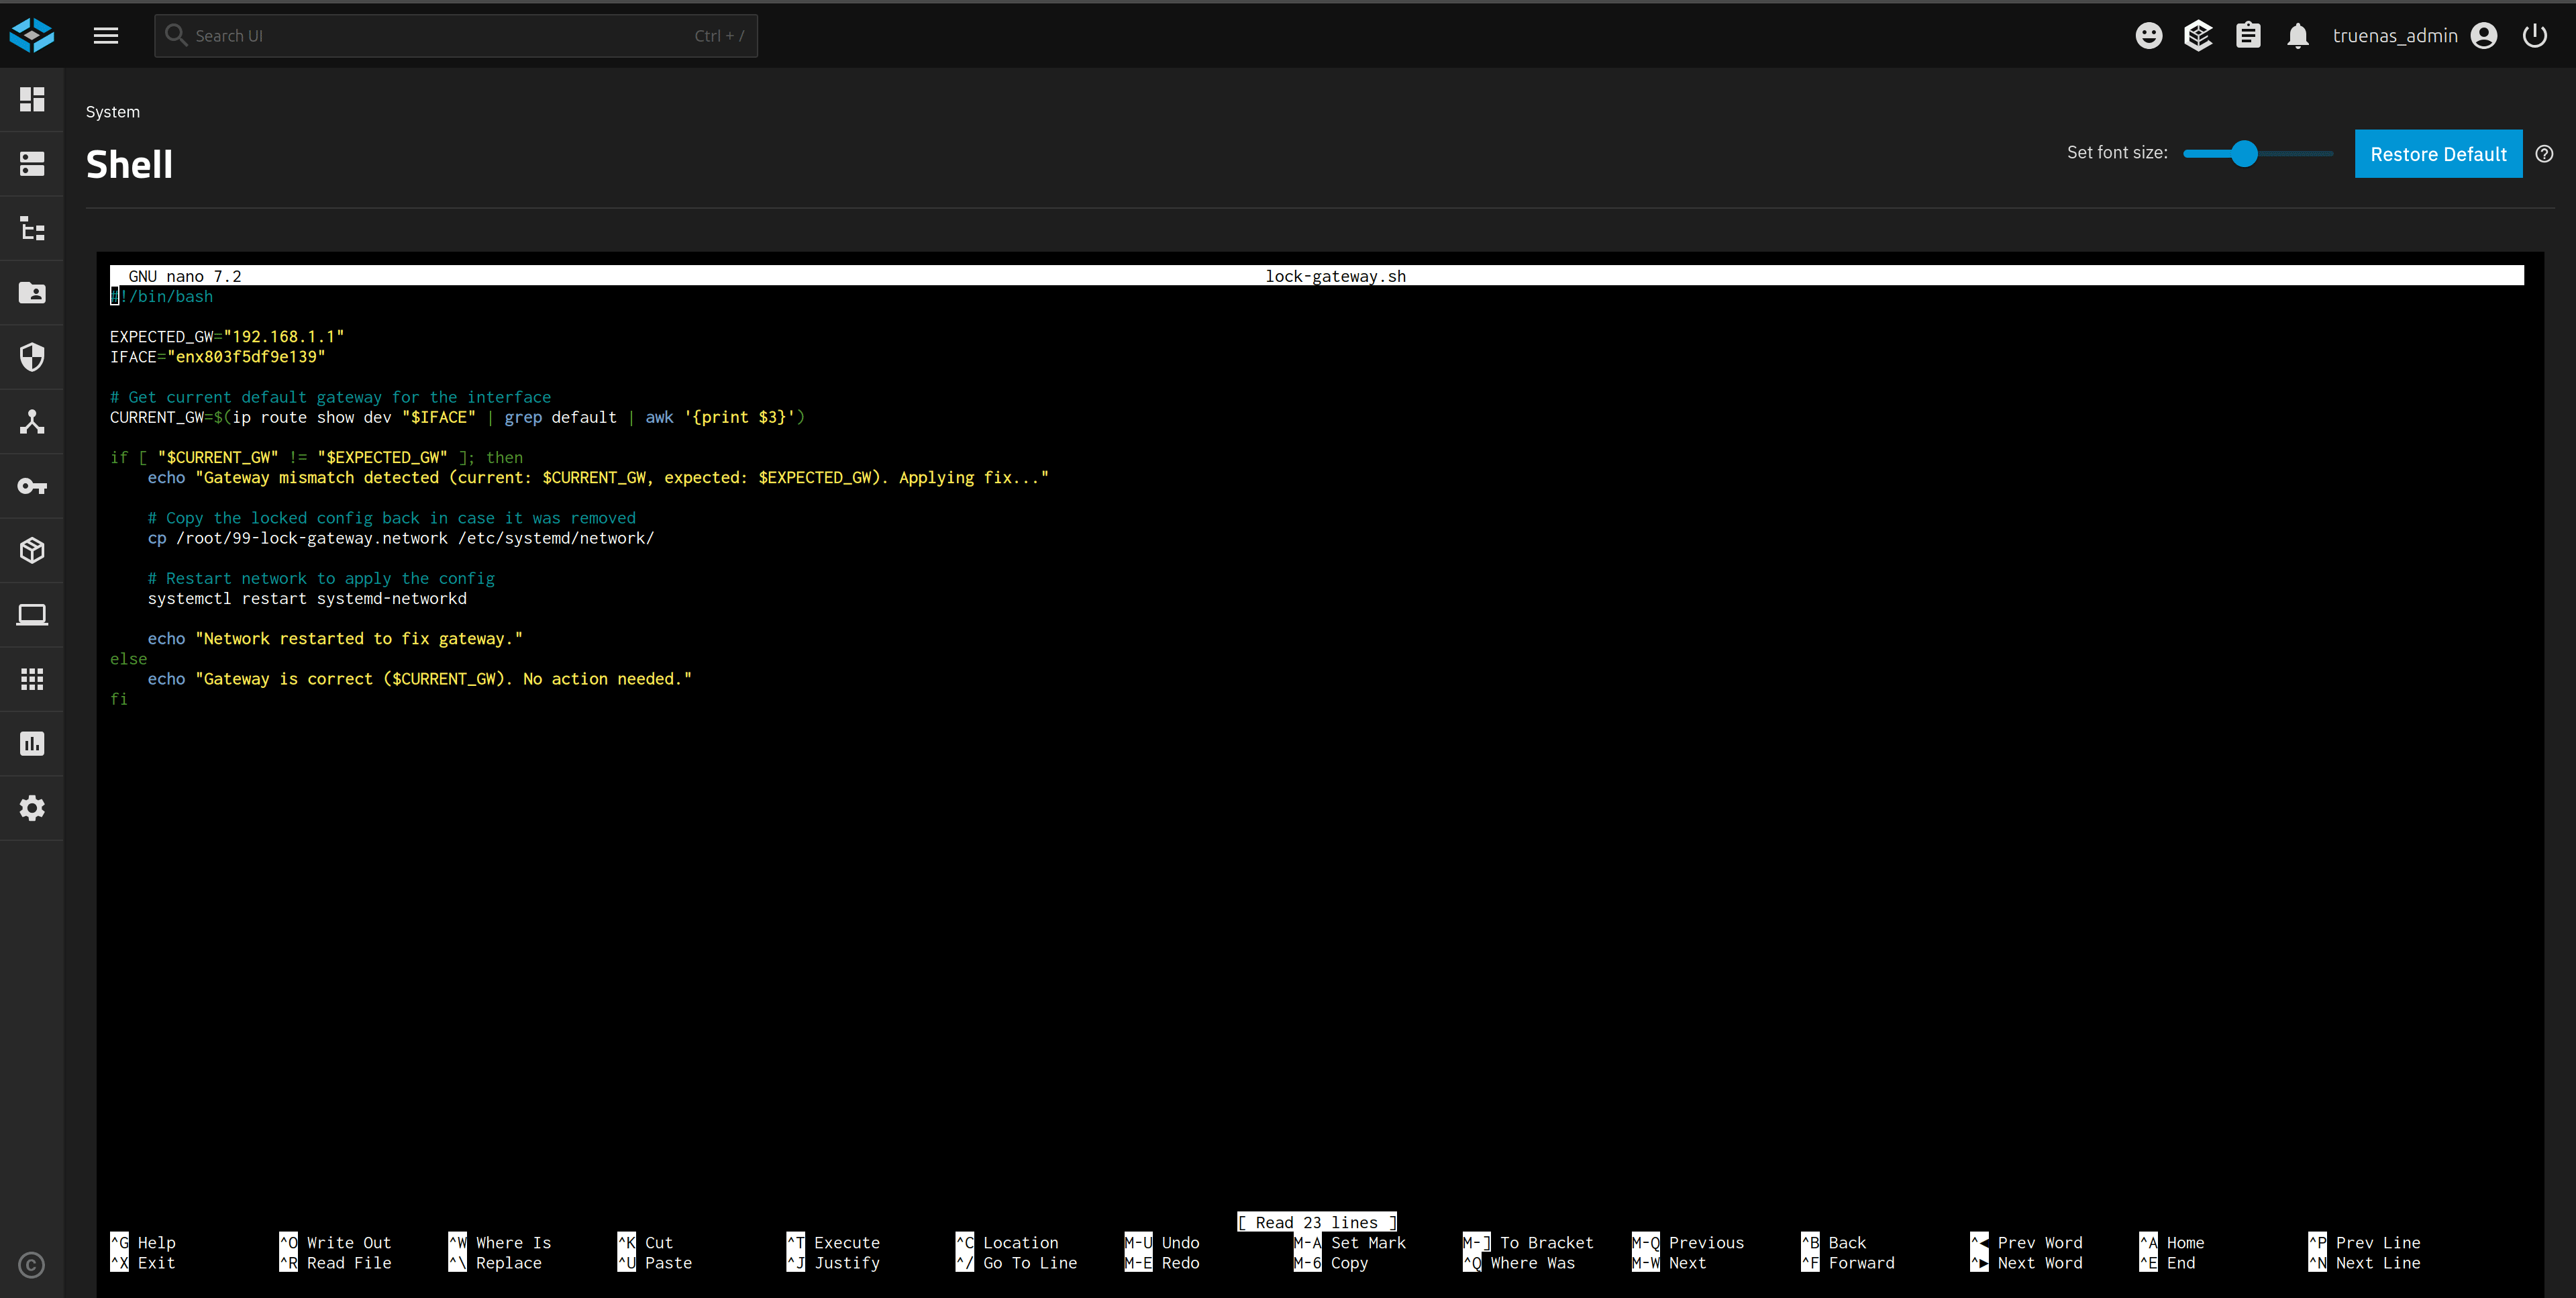 Search UI Ctrl + / truenas_admin
System
Shell
Set font size: Restore Default
GNU nano 7.2 lock-gateway.sh
#!/bin/bash
EXPECTED_GW="192.168.1.1"
IFACE="enx803f5df9e139"
# Get current default gateway for the interface
CURRENT_GW=$(ip route show dev "$IFACE" | grep default | awk '{print $3}')
if [ "$CURRENT_GW" != "$EXPECTED_GW" ]; then
echo "Gateway mismatch detected (current: $CURRENT_GW, expected: $EXPECTED_GW). Applying fix..."
# Copy the locked config back in case it was removed
cp /root/99-lock-gateway.network /etc/systemd/network/
# Restart network to apply the config
systemctl restart systemd-networkd
echo "Network restarted to fix gateway."
else
echo "Gateway is correct ($CURRENT_GW). No action needed."
fi
[ Read 23 lines ]
^G Help ^O Write Out ^W Where Is ^K Cut ^T Execute ^C Location M-U Undo M-A Set Mark M-] To Bracket M-Q Previous ^B Back ^◀ Prev Word ^A Home ^P Prev Line
^X Exit ^R Read File ^\ Replace ^U Paste ^J Justify ^/ Go To Line M-E Redo M-6 Copy ^Q Where Was M-W Next ^F Forward ^▶ Next Word ^E End ^N Next Line